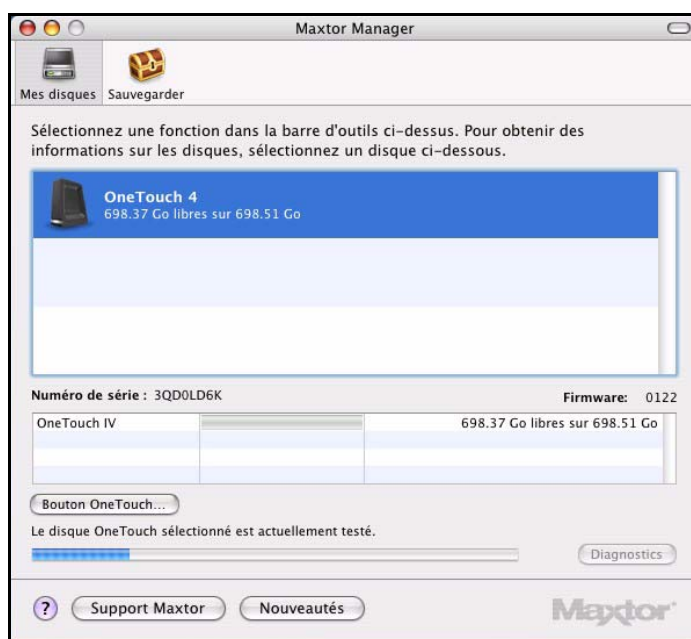 Maxtor Manager
Mes disques Sauvegarder
Sélectionnez une fonction dans la barre d'outils ci-dessus. Pour obtenir des
informations sur les disques, sélectionnez un disque ci-dessous.
OneTouch 4
698.37 Go libres sur 698.51 Go
Numéro de série : 3QD0LD6K Firmware: 0122
OneTouch IV 698.37 Go libres sur 698.51 Go
Bouton OneTouch...
Le disque OneTouch sélectionné est actuellement testé.
Diagnostics
? Support Maxtor Nouveautés Maxtor